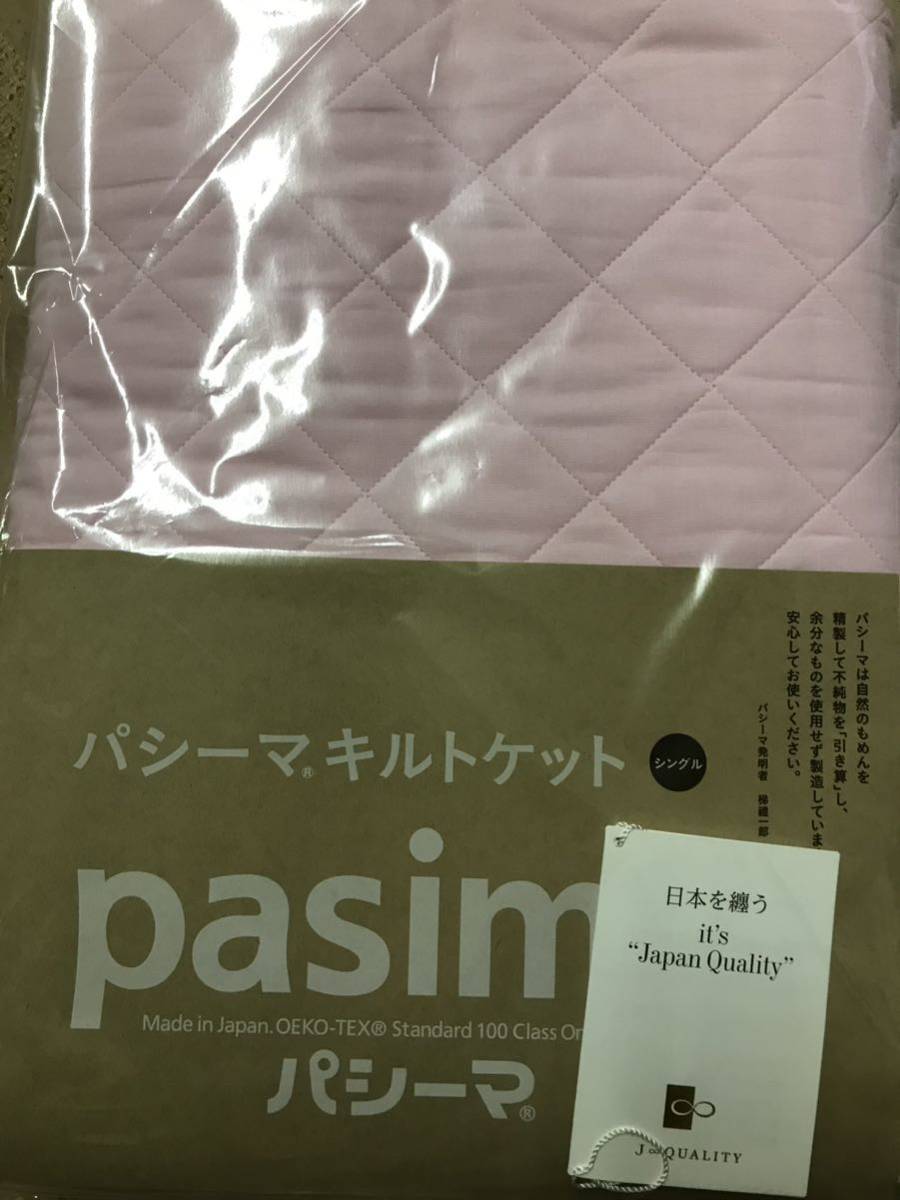 パシーマは自然のもめんを
精製して不純物を「引き算」し、
余分なものを使用せず製造していま
安心してお使いください。
パシーマ発明者 梯禮一郎
パシーマ®キルトケット
シングル
pasim
Made in Japan. OEKO-TEX® Standard 100 Class On
パシーマ®
日本を纏う
it's
“Japan Quality”
J∞QUALITY